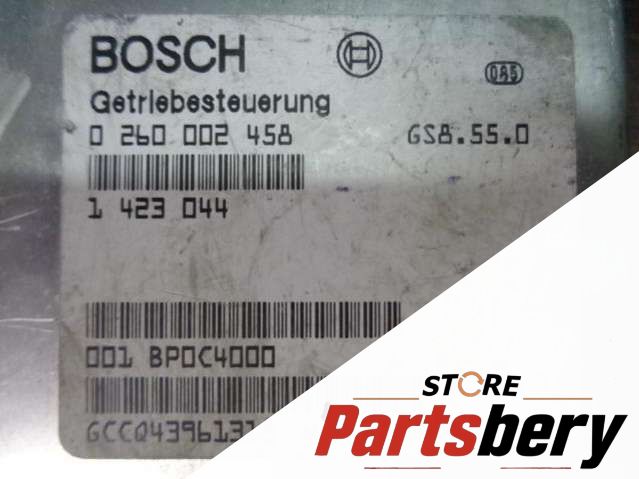 BOSCH
Getriebesteuerung
0 260 002 458 GS8.55.0
1 423 044
001 BP0C4000
STORE
Partsbery